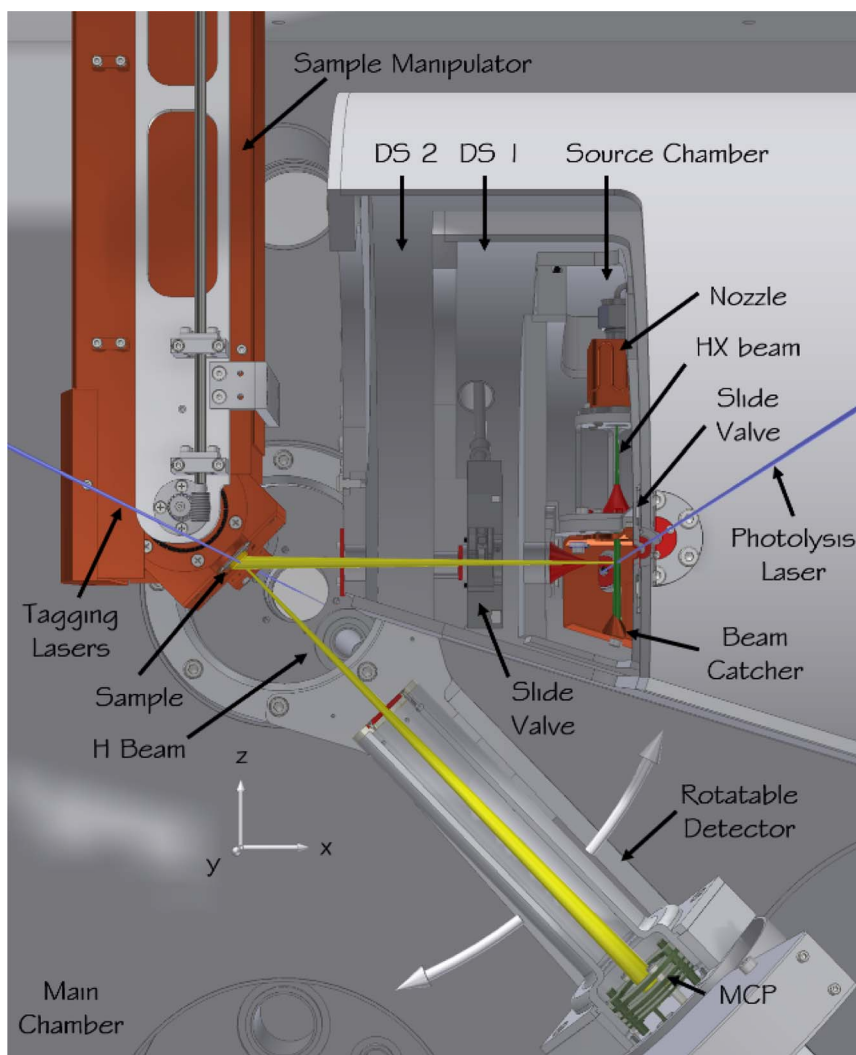 Sample Manipulator
DS 2
DS 1
Source Chamber
Nozzle
HX beam
Slide
Valve
Photolysis
Laser
Tagging
Lasers
Sample
H Beam
Slide
Valve
Beam
Catcher
z
x
y
Rotatable
Detector
Main
Chamber
MCP